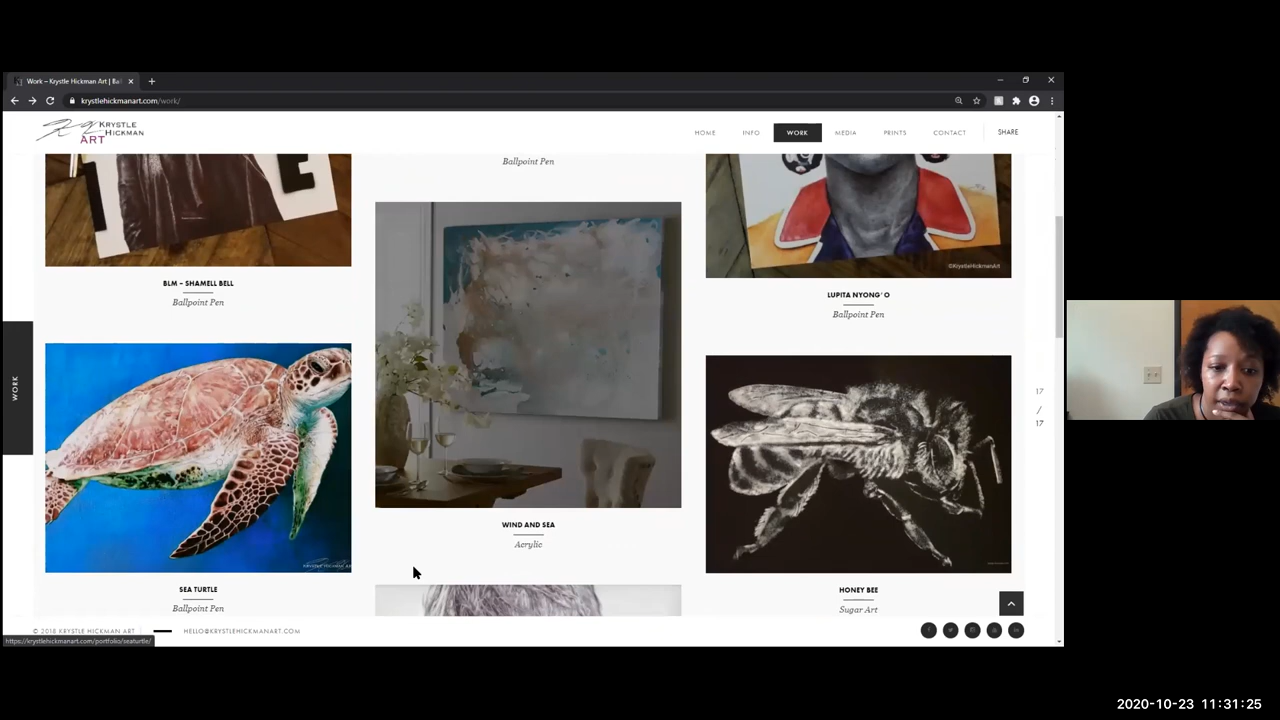 Work – Krystle Hickman Art | Ba
krystlehickmanart.com/work/
KRYSTLE
HICKMAN
ART
HOME INFO WORK MEDIA PRINTS CONTACT SHARE
Ballpoint Pen
E
©KrystleHickmanArt
BLM – SHAMELL BELL
Ballpoint Pen
LUPITA NYONG'O
Ballpoint Pen
WORK
17
/
17
WIND AND SEA
Acrylic
SEA TURTLE
Ballpoint Pen
HONEY BEE
Sugar Art
© 2018 KRYSTLE HICKMAN ART
HELLO@KRYSTLEHICKMANART.COM
https://krystlehickmanart.com/portfolio/seaturtle/
2020-10-23 11:31:25